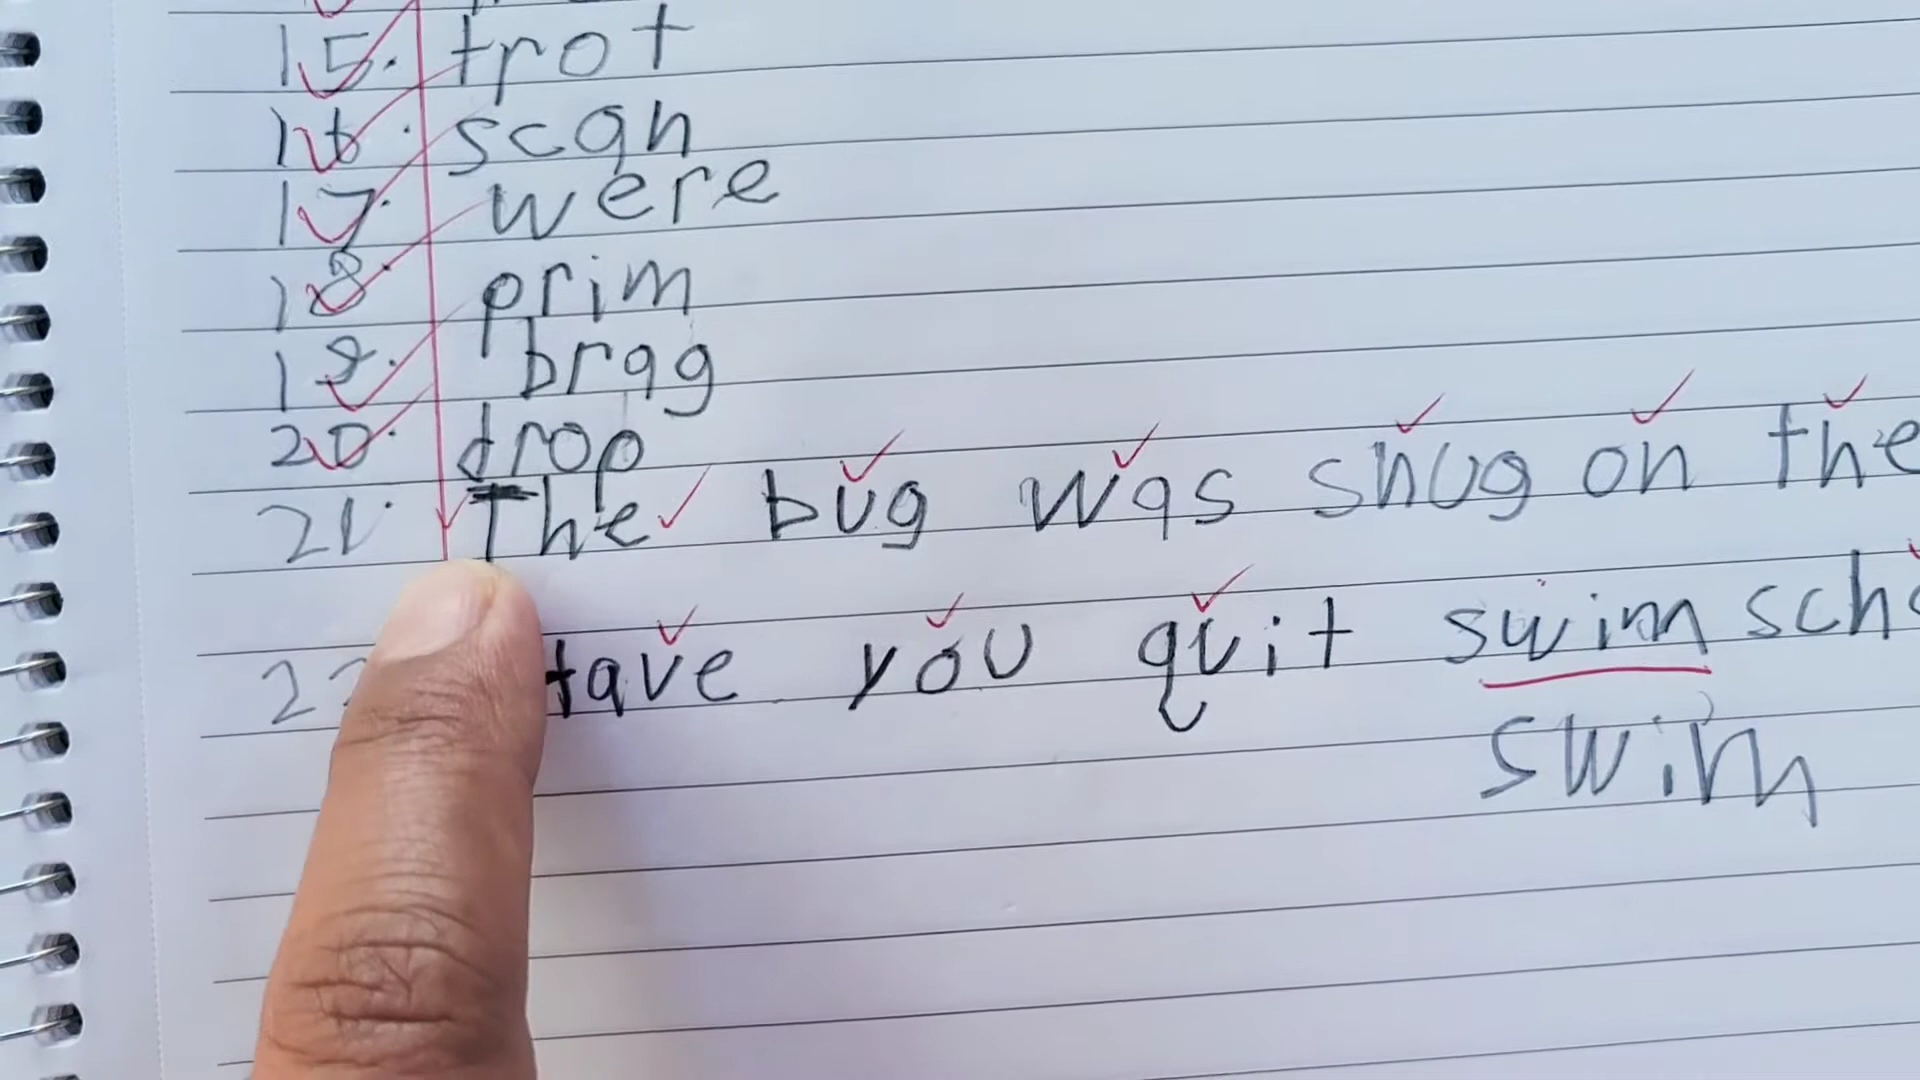 15. trot
16. scan
17. were
18. prim
19. brag
20. drop
21. The bug was snug on the
have you quit swim
swim